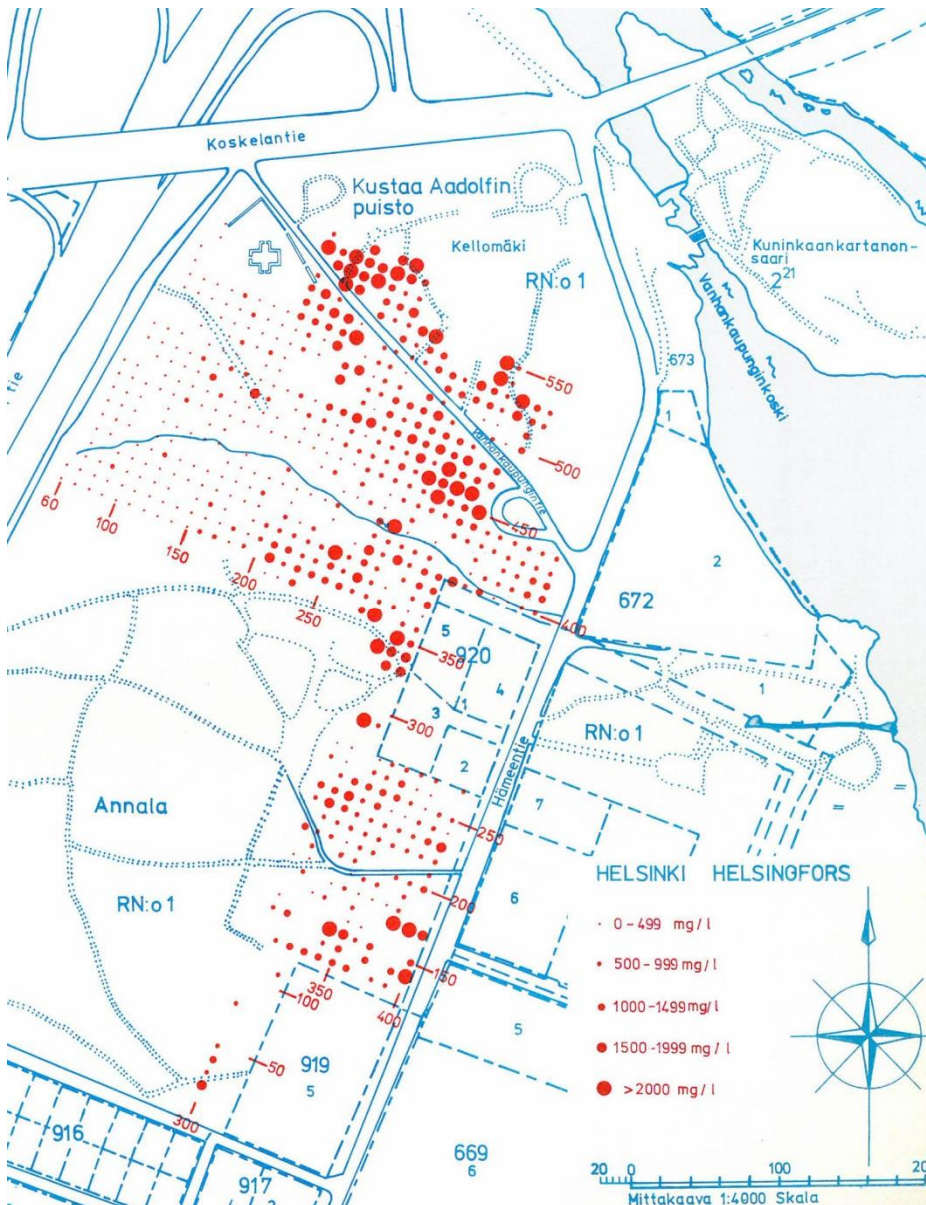 Koskelantie
Kustaa Aadolfin
puisto
Kellomäki
RN:o 1
Kuninkaankartanon-
saari
2²¹
Vanhankaupunginkoski
673
1
tie
550
500
Vanhankaupungintie
450
60
100
150
200
250
400
2
672
5
920
350
4
1
3
300
2
Hämeentie
1
RN:o 1
7
Annala
250
6
HELSINKI HELSINGFORS
RN:o 1
200
0-499 mg/l
500-999 mg/l
150
350
100
400
1000-1499 mg/l
5
1500-1999 mg/l
50
919
5
>2000 mg/l
300
916
669
6
917
20 0 100 20
Mittakaava 1:4000 Skala